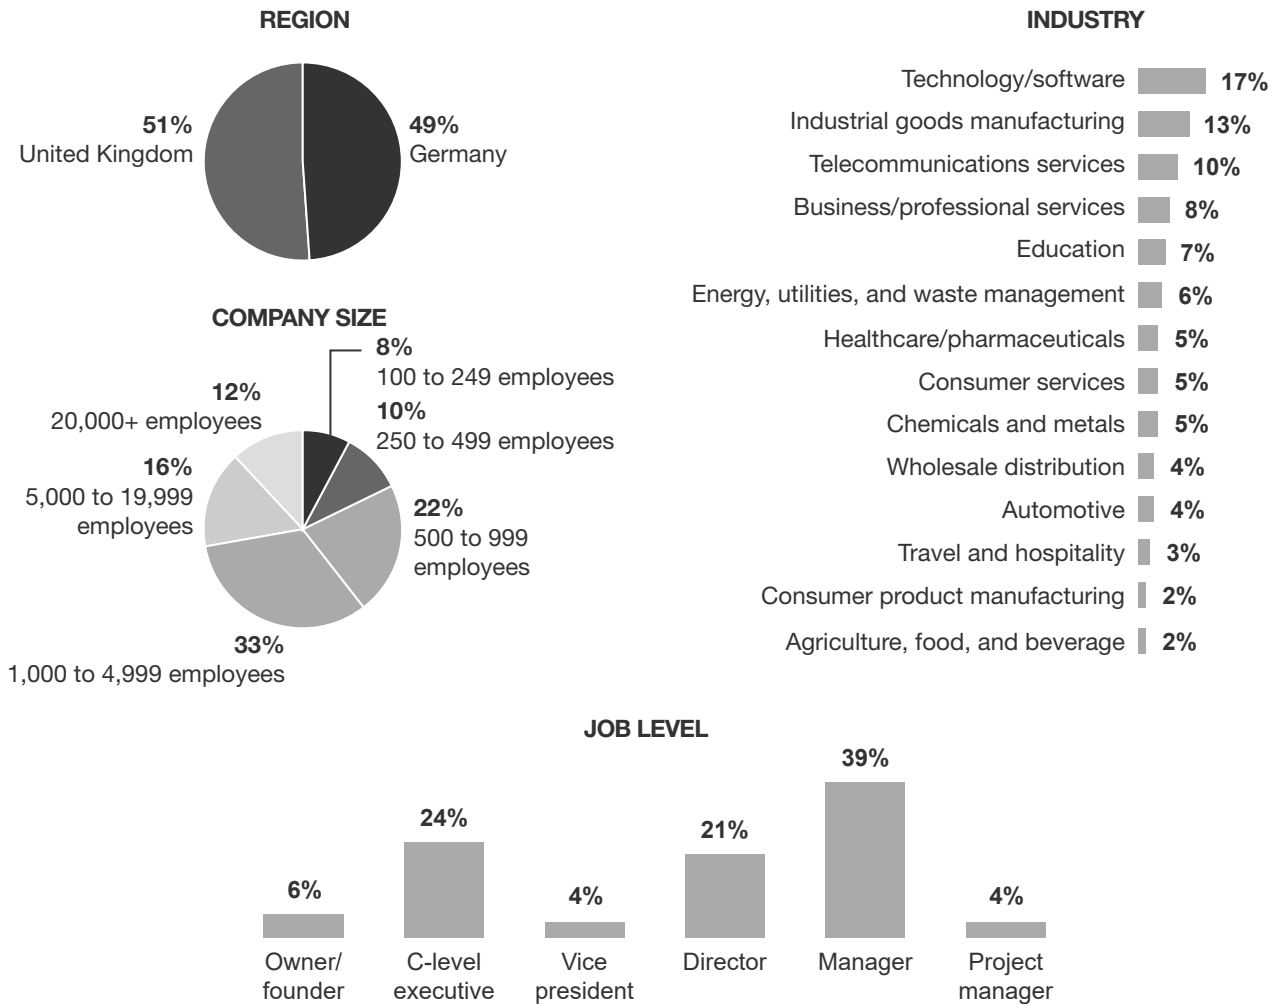 REGION
51%
United Kingdom
49%
Germany
COMPANY SIZE
8%
100 to 249 employees
10%
250 to 499 employees
22%
500 to 999
employees
33%
1,000 to 4,999 employees
16%
5,000 to 19,999
employees
12%
20,000+ employees
INDUSTRY
Technology/software 17%
Industrial goods manufacturing 13%
Telecommunications services 10%
Business/professional services 8%
Education 7%
Energy, utilities, and waste management 6%
Healthcare/pharmaceuticals 5%
Consumer services 5%
Chemicals and metals 5%
Wholesale distribution 4%
Automotive 4%
Travel and hospitality 3%
Consumer product manufacturing 2%
Agriculture, food, and beverage 2%
JOB LEVEL
6%
Owner/
founder
24%
C-level
executive
4%
Vice
president
21%
Director
39%
Manager
4%
Project
manager